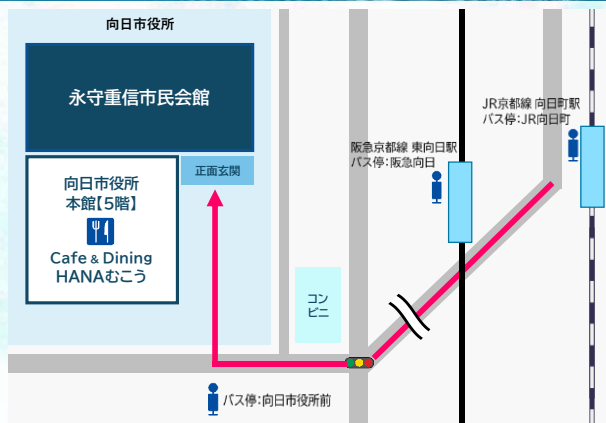 向日市役所
永守重信市民会館
正面玄関
向日市役所
本館【5階】
Cafe & Dining
HANAむこう
コン
ビニ
阪急京都線 東向日駅
バス停:阪急向日
JR京都線 向日町駅
バス停:JR向日町
バス停:向日市役所前